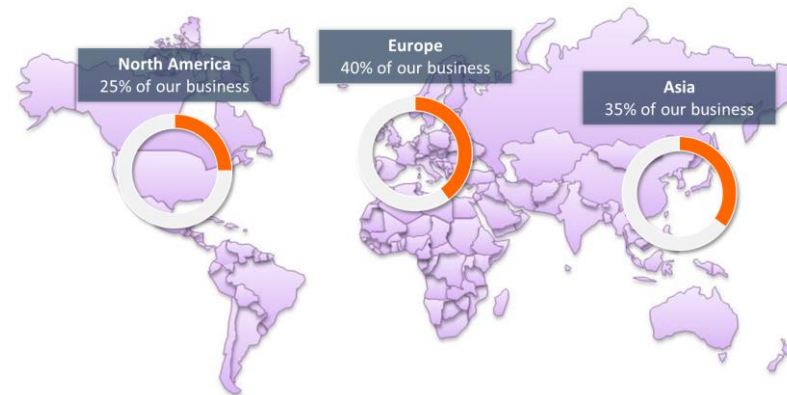 North America
25% of our business
Europe
40% of our business
Asia
35% of our business